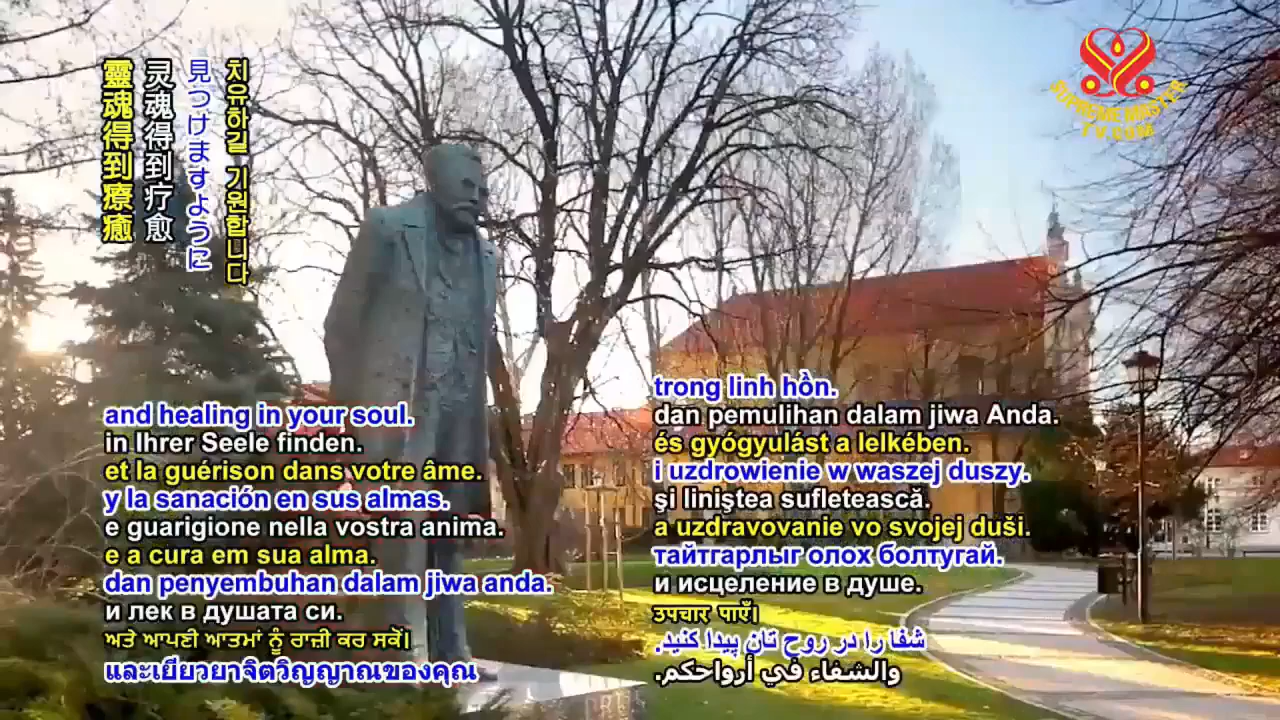 치유하길 기원합니다
見つけますように
灵魂得到疗愈
靈魂得到療癒
SUPREME MASTER
TV.COM
and healing in your soul.
in Ihrer Seele finden.
et la guérison dans votre âme.
y la sanación en sus almas.
e guarigione nella vostra anima.
e a cura em sua alma.
dan penyembuhan dalam jiwa anda.
и лек в душата си.
ਅਤੇ ਆਪਣੀ ਆਤਮਾਂ ਨੂੰ ਰਾਜ਼ੀ ਕਰ ਸਕੋਂ।
และเยียวยาจิตวิญญาณของคุณ
trong linh hồn.
dan pemulihan dalam jiwa Anda.
és gyógyulást a lelkében.
i uzdrowienie w waszej duszy.
şi liniştea sufletească.
a uzdravovanie vo svojej duši.
тайтгарлыг олох болтугай.
и исцеление в душе.
उपचार पाएँ।
شفا را در روح تان پیدا کنید.
والشفاء في أرواحكم.